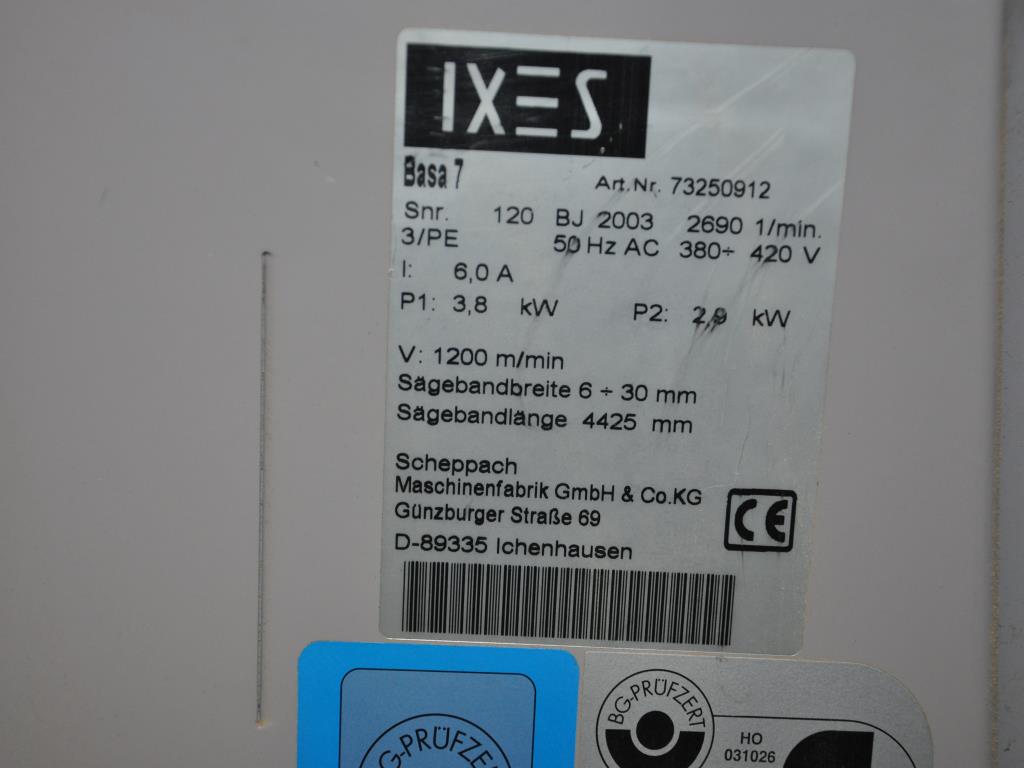 IXES
Basa 7 Art.Nr. 73250912
Snr. 120 BJ 2003 2690 1/min.
3/PE 50 Hz AC 380÷ 420 V
I: 6,0 A
P1: 3,8 kW P2: 2,9 kW
V: 1200 m/min
Sägebandbreite 6 ÷ 30 mm
Sägebandlänge 4425 mm
Scheppach
Maschinenfabrik GmbH & Co.KG
Günzburger Straße 69
D-89335 Ichenhausen
CE
BG-PRÜFZERT
HO
031026
G-PRÜFZE